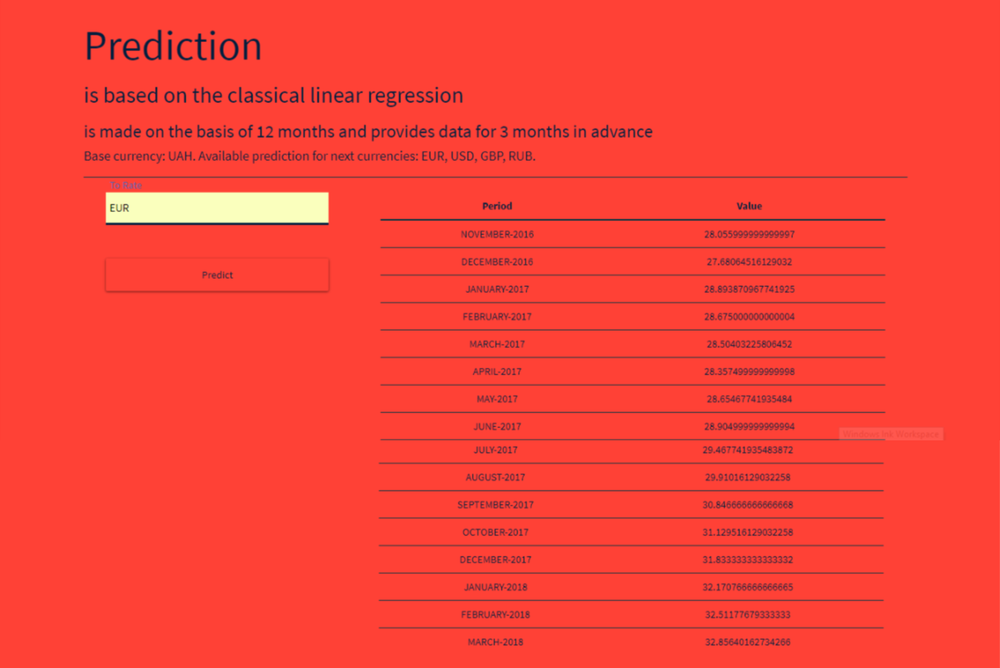 Prediction
is based on the classical linear regression
is made on the basis of 12 months and provides data for 3 months in advance
Base currency: UAH. Available prediction for next currencies: EUR, USD, GBP, RUB.
To Rate
EUR
Predict
Period Value
NOVEMBER-2016 28.055999999999997
DECEMBER-2016 27.68064516129032
JANUARY-2017 28.893870967741925
FEBRUARY-2017 28.675000000000004
MARCH-2017 28.50403225806452
APRIL-2017 28.357499999999998
MAY-2017 28.65467741935484
JUNE-2017 28.904999999999994
Windows Ink Workspace
JULY-2017 29.467741935483872
AUGUST-2017 29.91016129032258
SEPTEMBER-2017 30.846666666666668
OCTOBER-2017 31.129516129032258
DECEMBER-2017 31.833333333333332
JANUARY-2018 32.170766666666665
FEBRUARY-2018 32.51177679333333
MARCH-2018 32.85640162734266